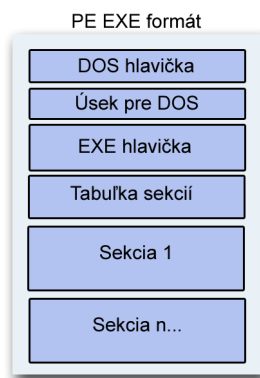 PE EXE formát
DOS hlavička
Úsek pre DOS
EXE hlavička
Tabuľka sekcií
Sekcia 1
Sekcia n...